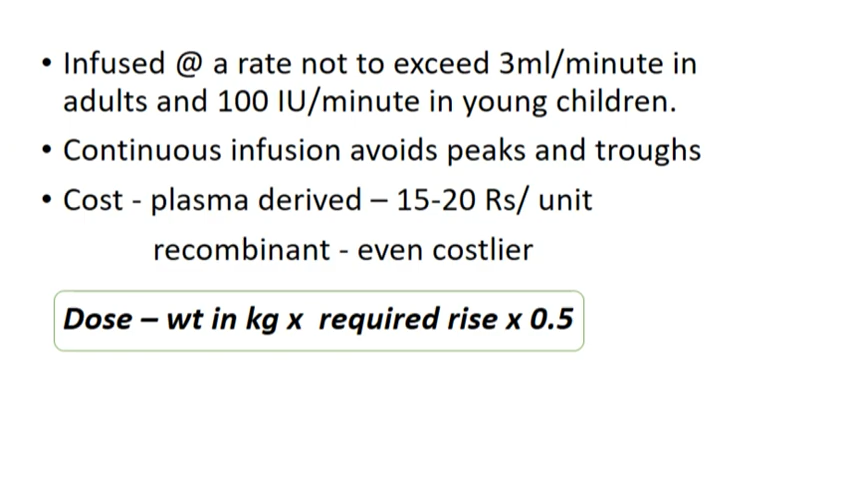 • Infused @ a rate not to exceed 3ml/minute in
adults and 100 IU/minute in young children.
• Continuous infusion avoids peaks and troughs
• Cost - plasma derived – 15-20 Rs/ unit
recombinant - even costlier
Dose – wt in kg x required rise x 0.5